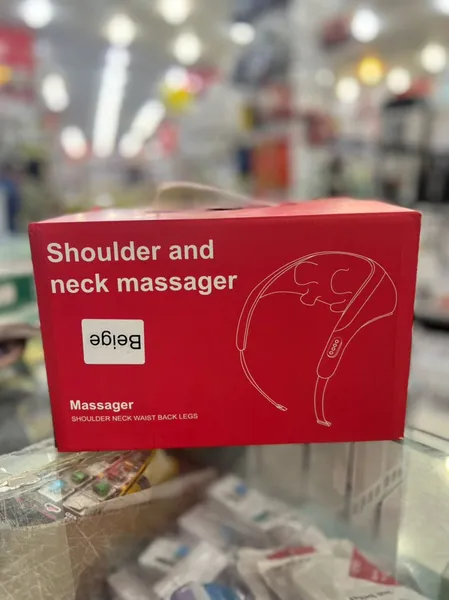 Shoulder and
neck massager
Beige
Massager
SHOULDER NECK WAIST BACK LEGS